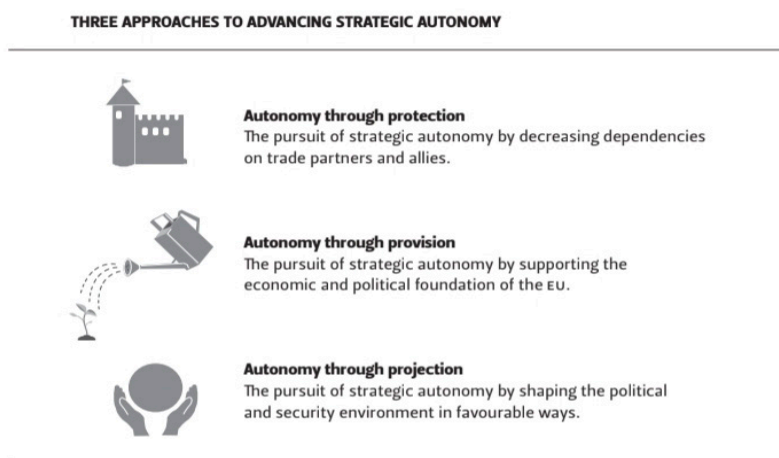 THREE APPROACHES TO ADVANCING STRATEGIC AUTONOMY
Autonomy through protection
The pursuit of strategic autonomy by decreasing dependencies
on trade partners and allies.
Autonomy through provision
The pursuit of strategic autonomy by supporting the
economic and political foundation of the EU.
Autonomy through projection
The pursuit of strategic autonomy by shaping the political
and security environment in favourable ways.